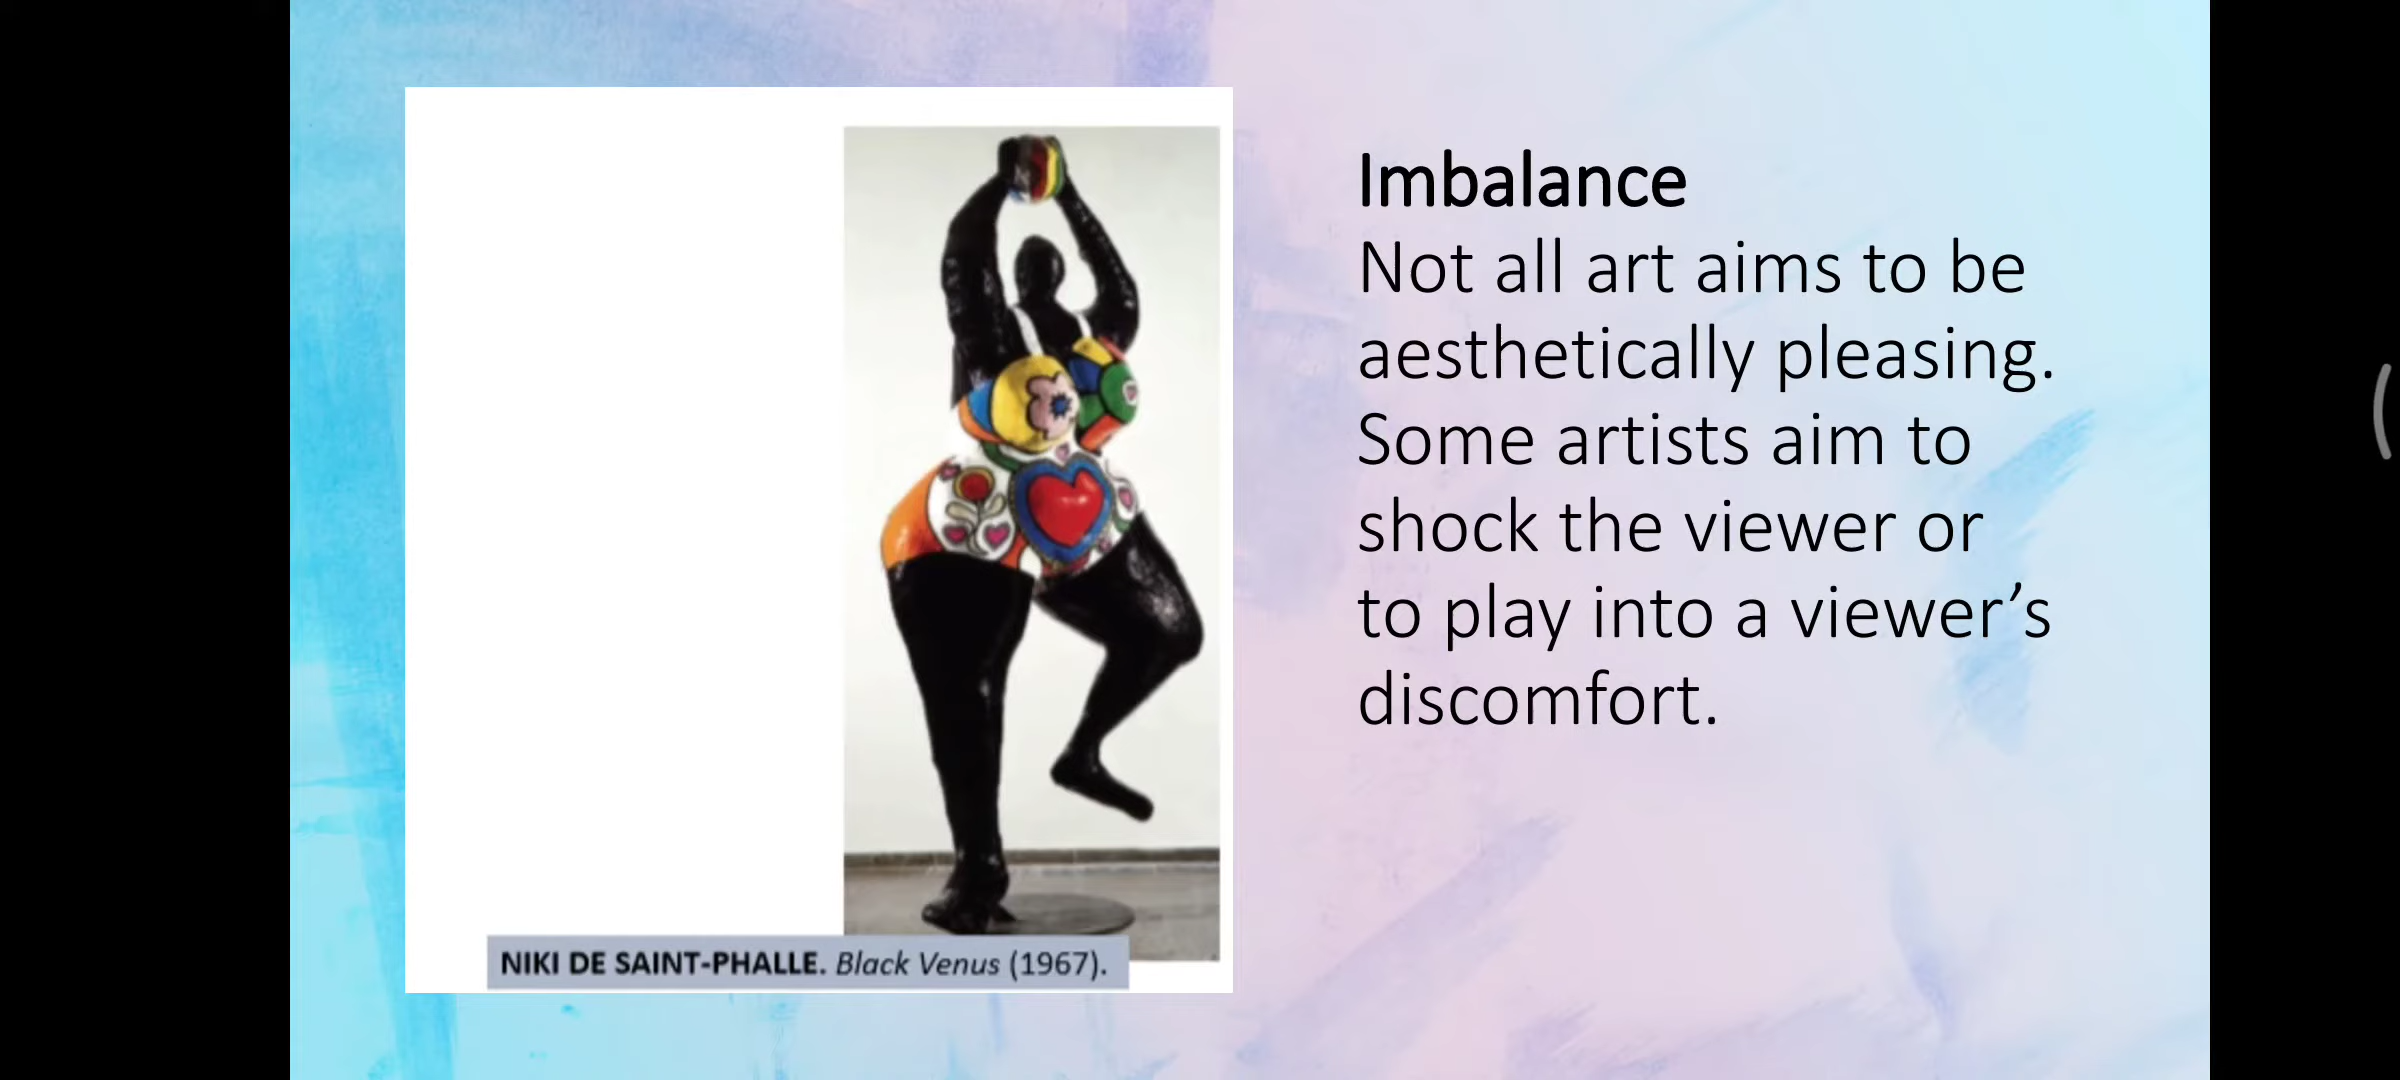 Imbalance
Not all art aims to be
aesthetically pleasing.
Some artists aim to
shock the viewer or
to play into a viewer’s
discomfort.
NIKI DE SAINT-PHALLE. Black Venus (1967).